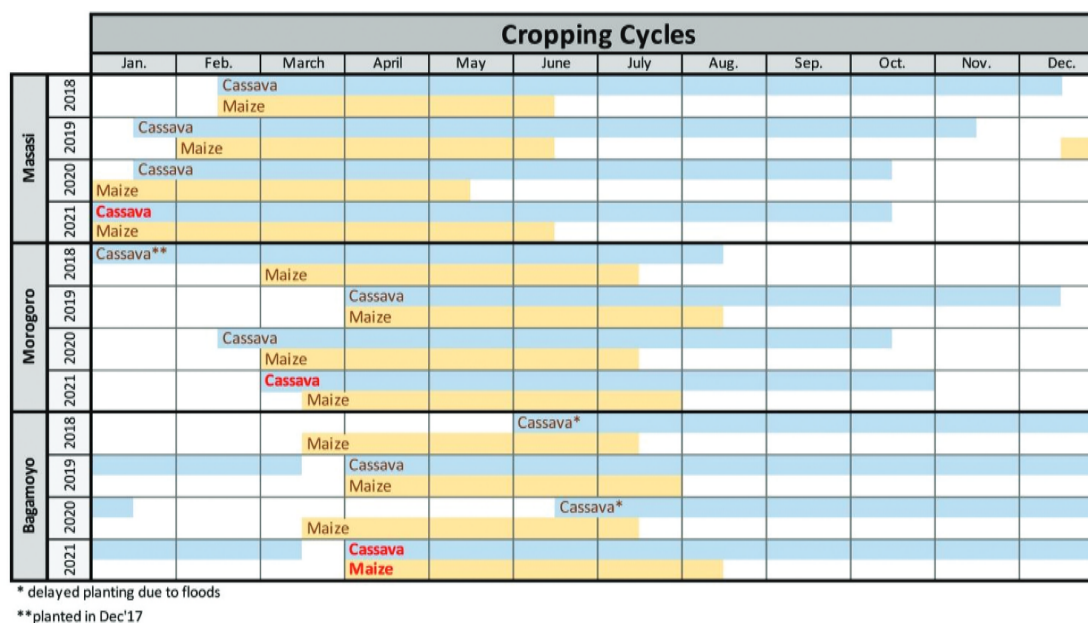 Cropping Cycles
Jan. Feb. March April May June July Aug. Sep. Oct. Nov. Dec.
Masasi
2018
Cassava
Maize
2019
Cassava
Maize
2020
Cassava
Maize
2021
Cassava
Maize
Morogoro
2018
Cassava**
Maize
2019
Cassava
Maize
2020
Cassava
Maize
2021
Cassava
Maize
Bagamoyo
2018
Cassava*
Maize
2019
Cassava
Maize
2020
Cassava*
Maize
2021
Cassava
Maize
* delayed planting due to floods
**planted in Dec'17